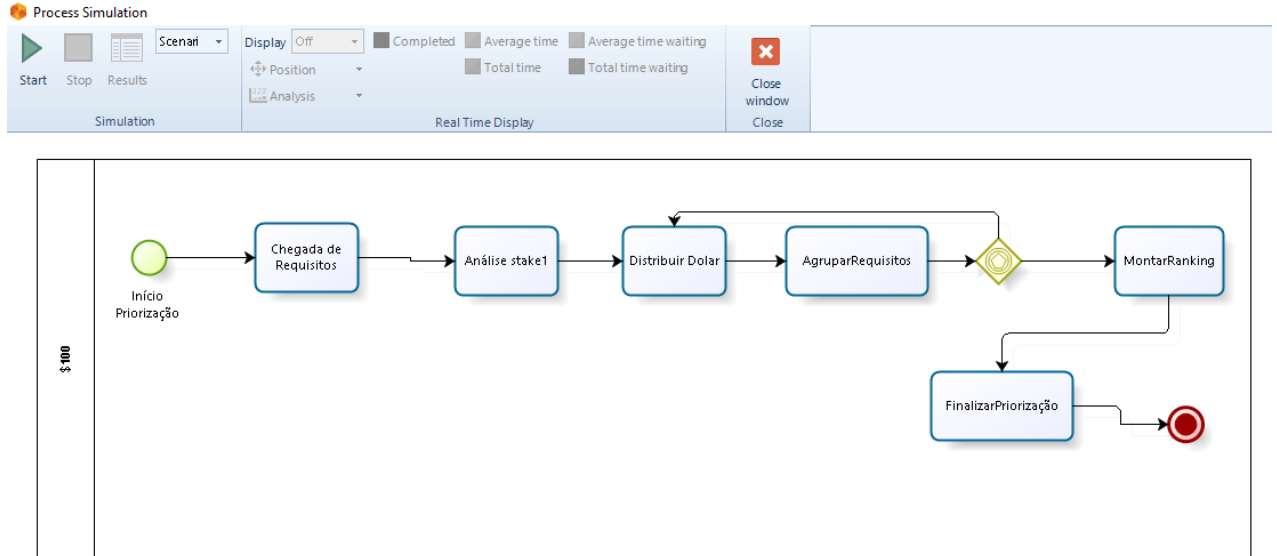 Process Simulation
Start
Stop
Results
Scenari
Simulation
Display Off
Position
Analysis
Completed
Average time
Average time waiting
Total time
Total time waiting
Real Time Display
Close
window
Close
$100
Início
Priorização
Chegada de
Requisitos
Análise stake1
Distribuir Dolar
AgruparRequisitos
MontarRanking
FinalizarPriorização